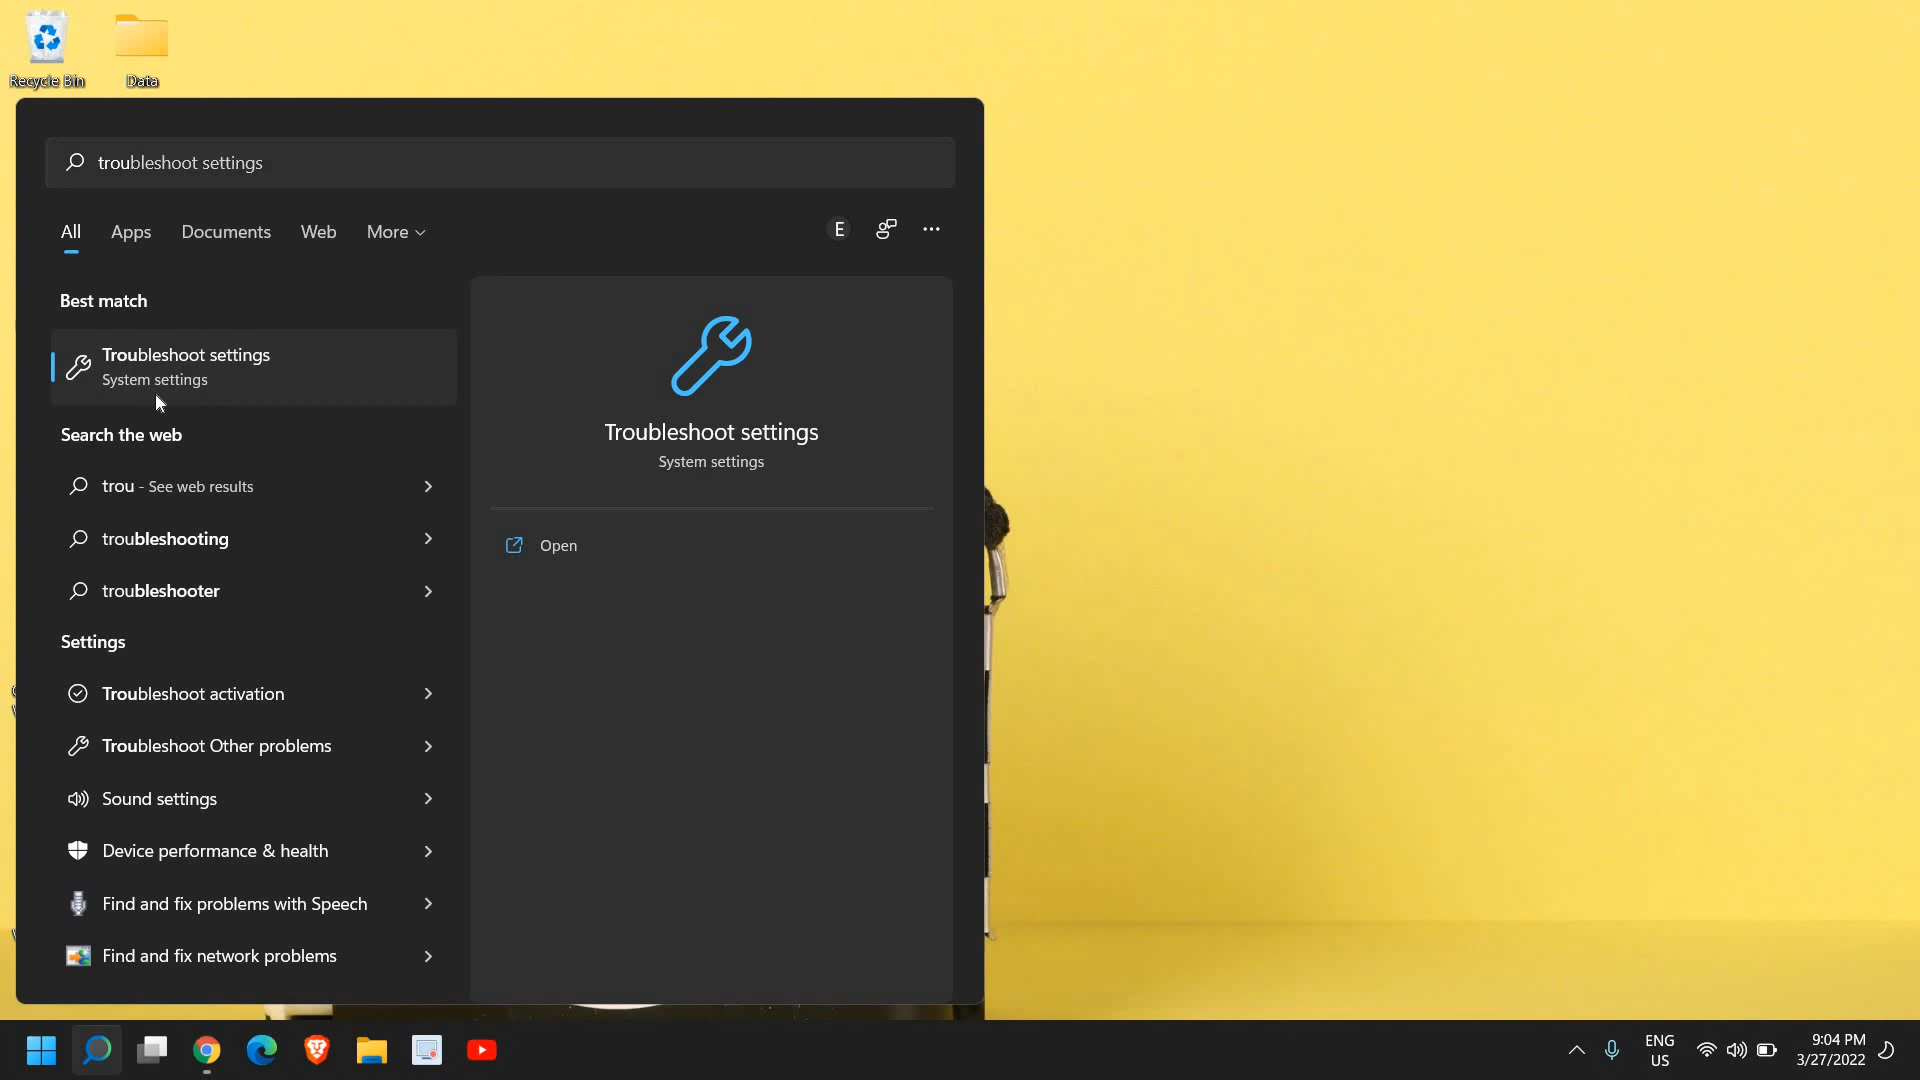 Recycle Bin
Data
troubleshoot settings
All
Apps
Documents
Web
More
E
Best match
Troubleshoot settings
System settings
Search the web
trou - See web results
troubleshooting
troubleshooter
Settings
Troubleshoot activation
Troubleshoot Other problems
Sound settings
Device performance & health
Find and fix problems with Speech
Find and fix network problems
Troubleshoot settings
System settings
Open
ENG
US
9:04 PM
3/27/2022